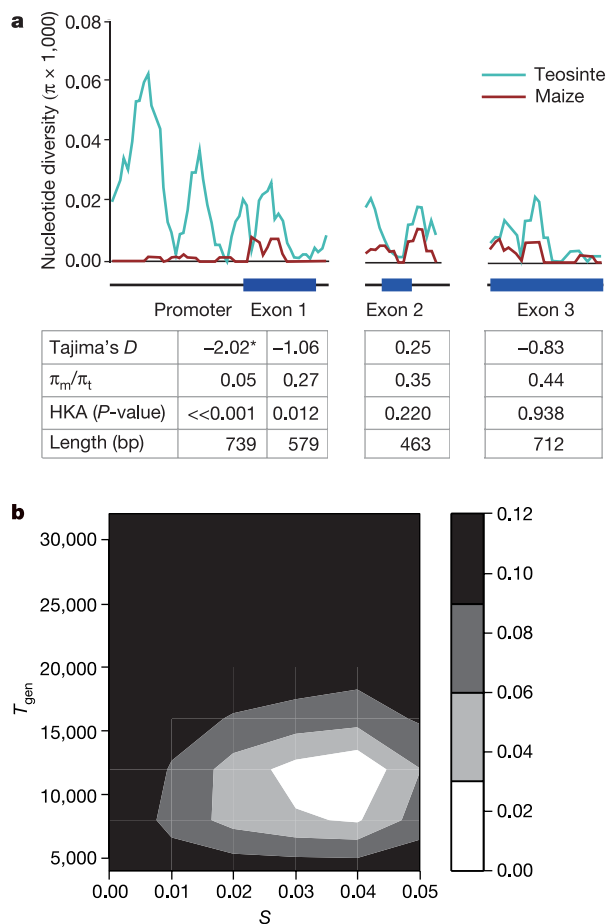 a
Nucleotide diversity (π × 1,000)
0.08
0.06
0.04
0.02
0.00
Teosinte
Maize
Promoter Exon 1 Exon 2 Exon 3
Tajima's D −2.02* −1.06 0.25 −0.83
πm/πt 0.05 0.27 0.35 0.44
HKA (P-value) <<0.001 0.012 0.220 0.938
Length (bp) 739 579 463 712
b
Tgen
30,000
25,000
20,000
15,000
10,000
5,000
0.00 0.01 0.02 0.03 0.04 0.05
S
0.12
0.10
0.08
0.06
0.04
0.02
0.00